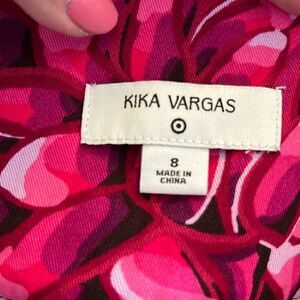 KIKA VARGAS
8
MADE IN
CHINA